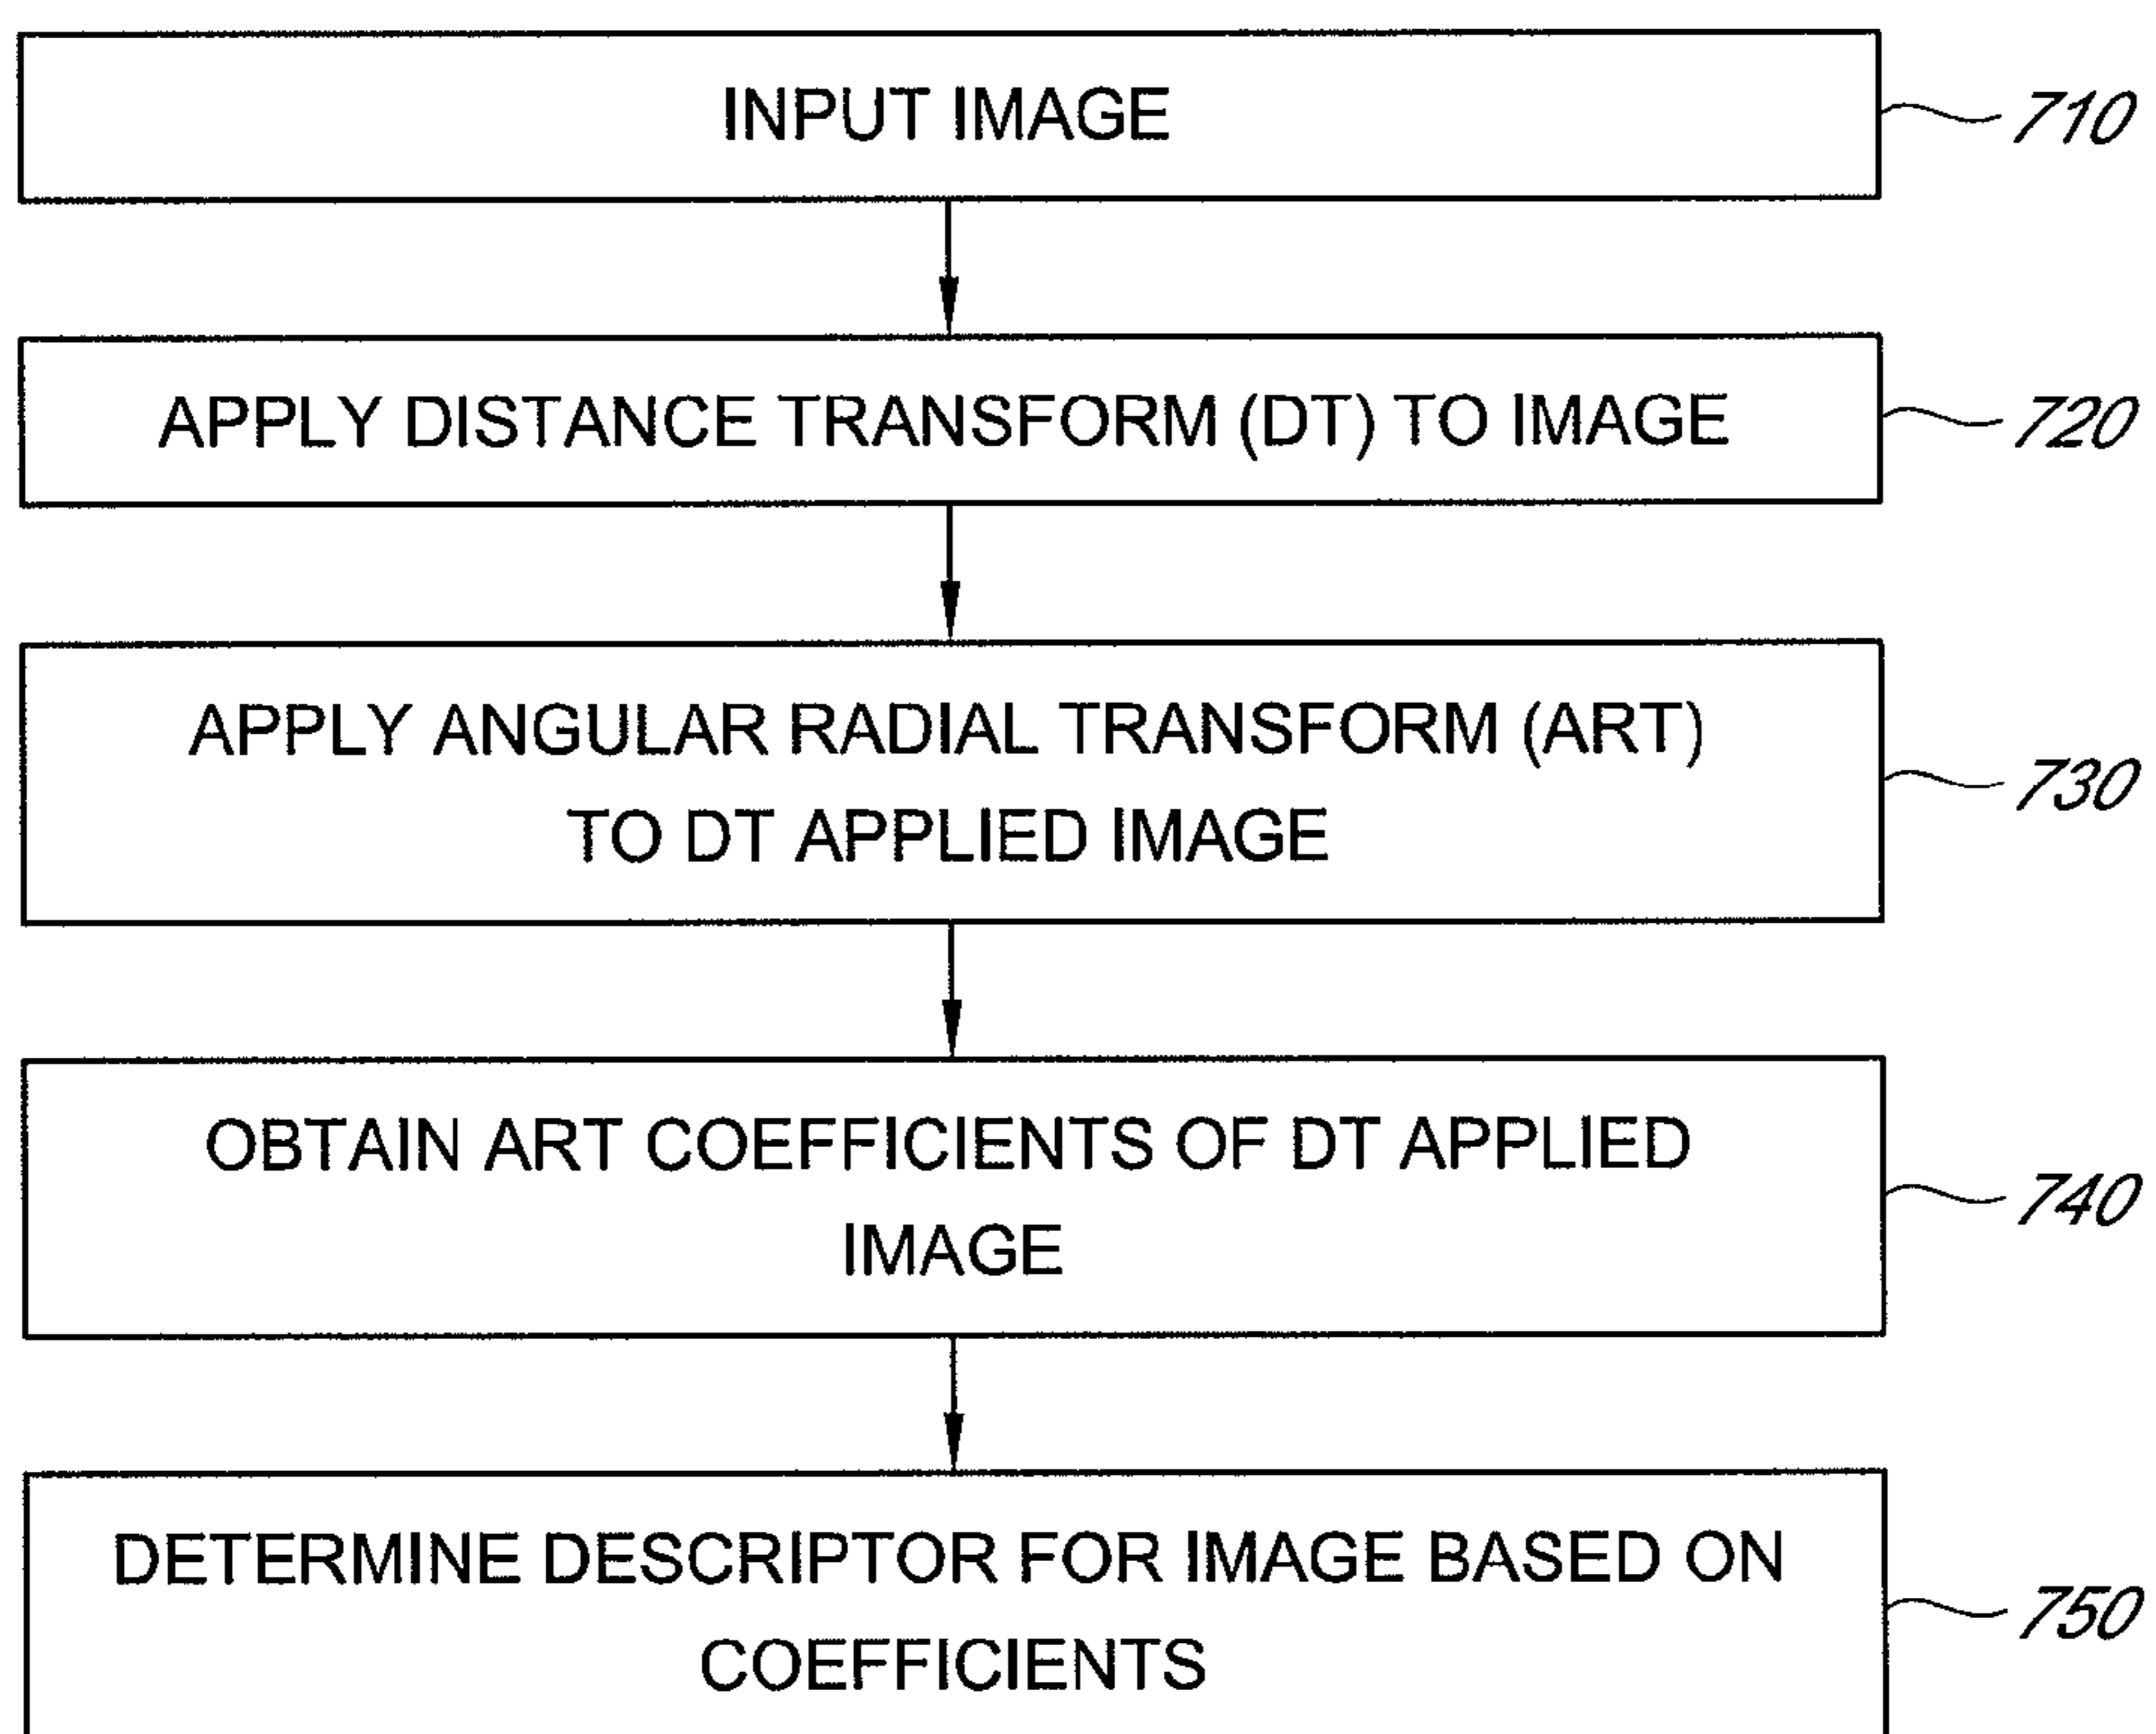 INPUT IMAGE
710
APPLY DISTANCE TRANSFORM (DT) TO IMAGE
720
APPLY ANGULAR RADIAL TRANSFORM (ART)
TO DT APPLIED IMAGE
730
OBTAIN ART COEFFICIENTS OF DT APPLIED
IMAGE
740
DETERMINE DESCRIPTOR FOR IMAGE BASED ON
COEFFICIENTS
750